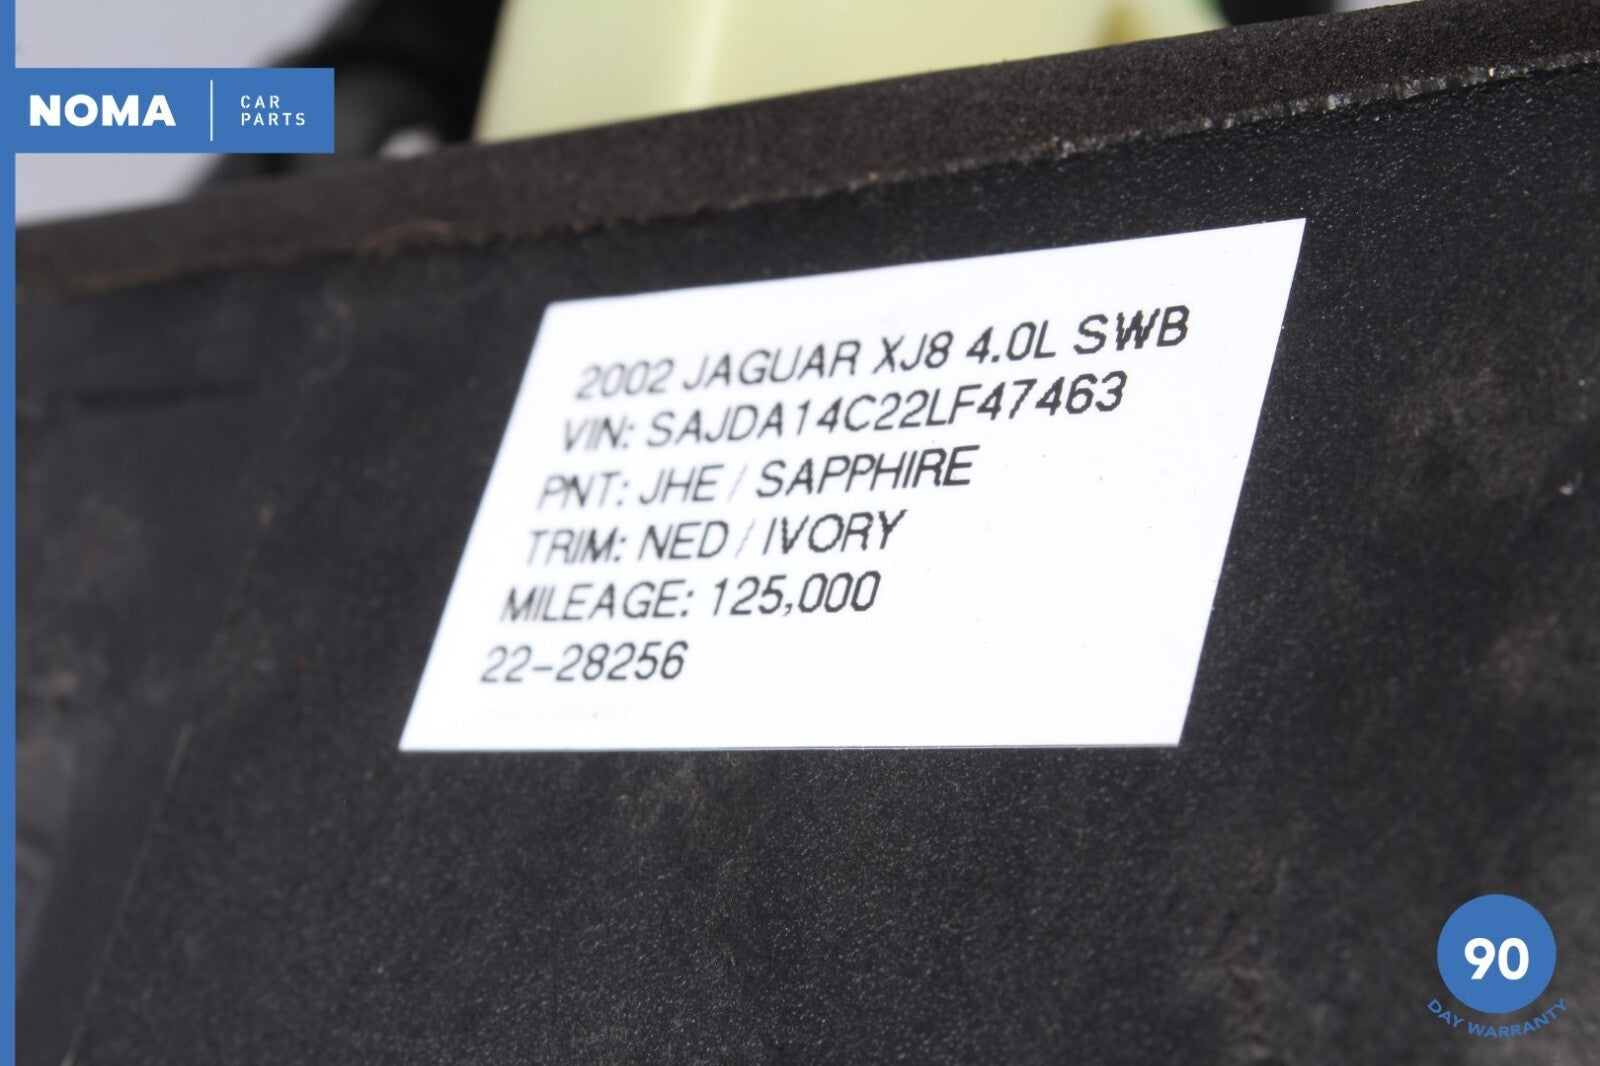 NOMA
CAR
PARTS
2002 JAGUAR XJ8 4.0L SWB
VIN: SAJDA14C22LF47463
PNT: JHE / SAPPHIRE
TRIM: NED / IVORY
MILEAGE: 125,000
22-28256
90
DAY WARRANTY